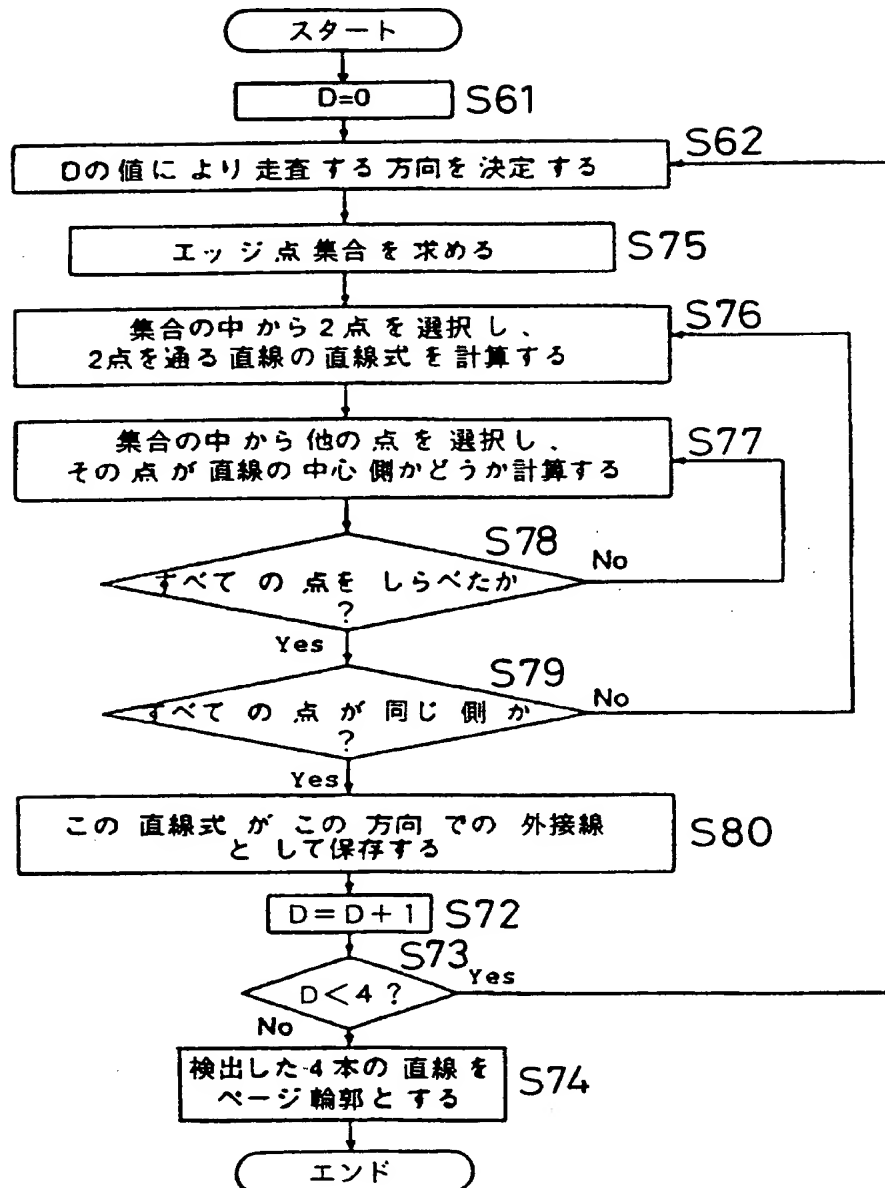 スタート
D=0
S61
S62
Dの値により走査する方向を決定する
エッジ点集合を求める
S75
集合の中から2点を選択し、
2点を通る直線の直線式を計算する
S76
集合の中から他の点を選択し、
その点が直線の中心側かどうか計算する
S77
S78
すべての点をしらべたか
?
No
Yes
S79
すべての点が同じ側か
?
No
Yes
この直線式がこの方向での外接線
として保存する
S80
D=D+1
S72
S73
D<4?
Yes
No
検出した4本の直線を
ページ輪郭とする
S74
エンド